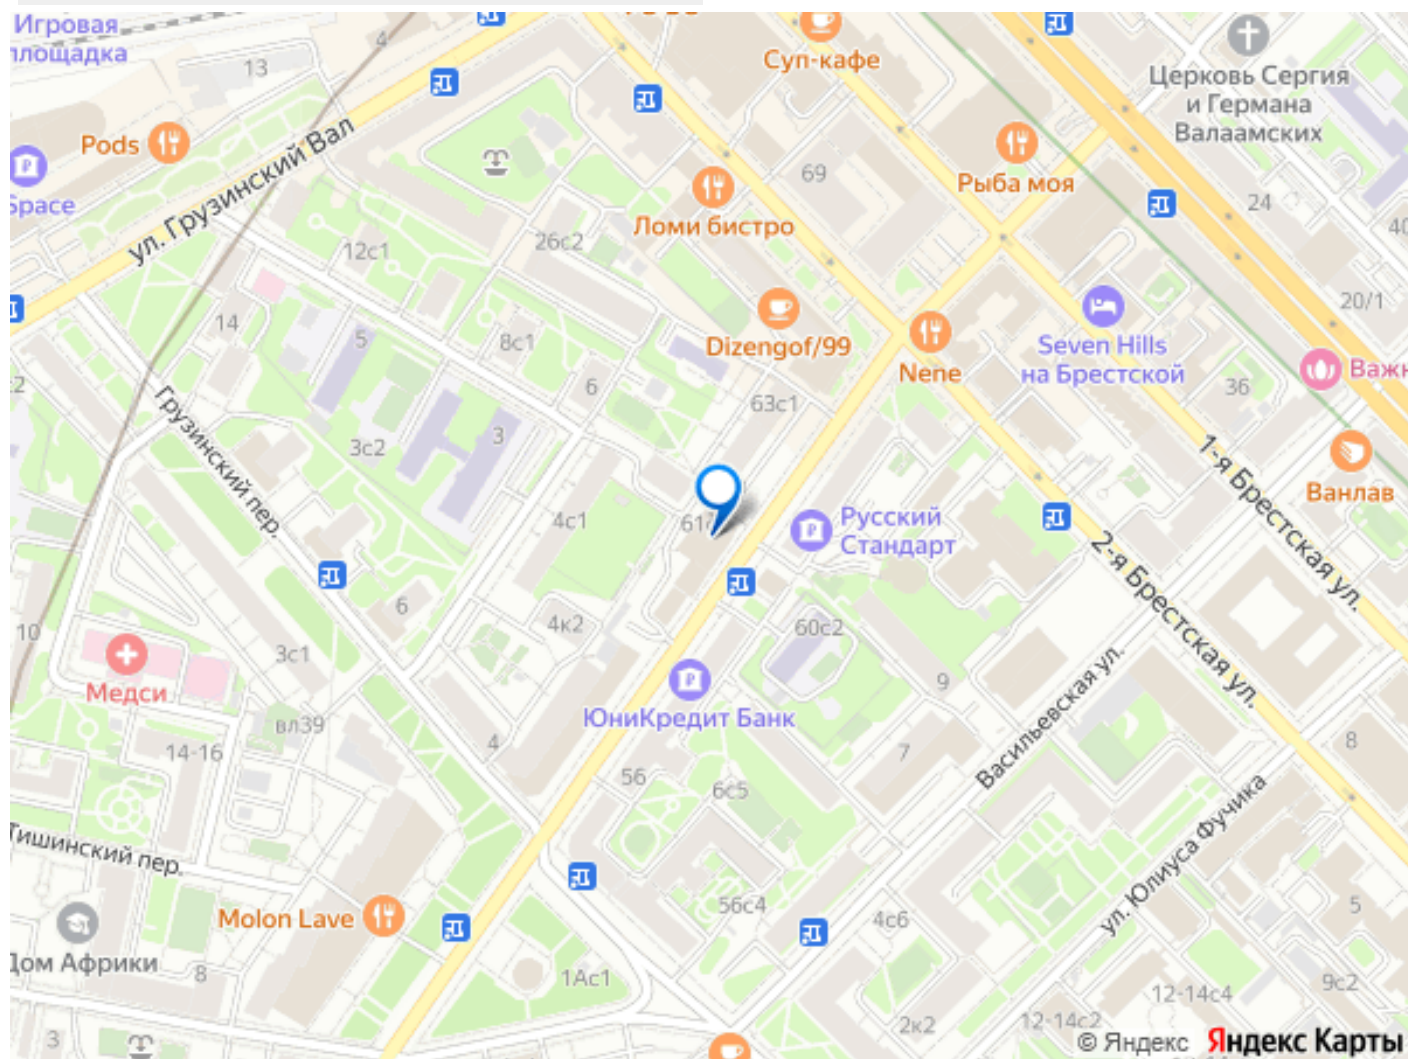 Игровая
площадка
4
13
Суп-кафе
Церковь Сергия
и Германа
Валаамских
Pods
ул. Грузинский Вал
69
Рыба моя
Space
Ломи бистро
24
40
26с2
12с1
20/1
14
5
8с1
Dizengof/99
Nene
Seven Hills
на Брестской
Важн
6
63с1
36
Грузинский пер.
3с2
3
1-я Брестская ул.
Ванлав
4с1
Русский
Стандарт
2-я Брестская ул.
6
10
4к2
60с2
3с1
Медси
9
Васильевская ул.
ЮниКредит Банк
вл39
14-16
4
7
8
56
6с5
ул. Юлиуса Фучика
Тишинский пер.
Molon Lave
56с4
4с6
5
Дом Африки
8
1Ас1
9с2
12-14с4
3
2к2
12-14с2
© Яндекс Яндекс Карты